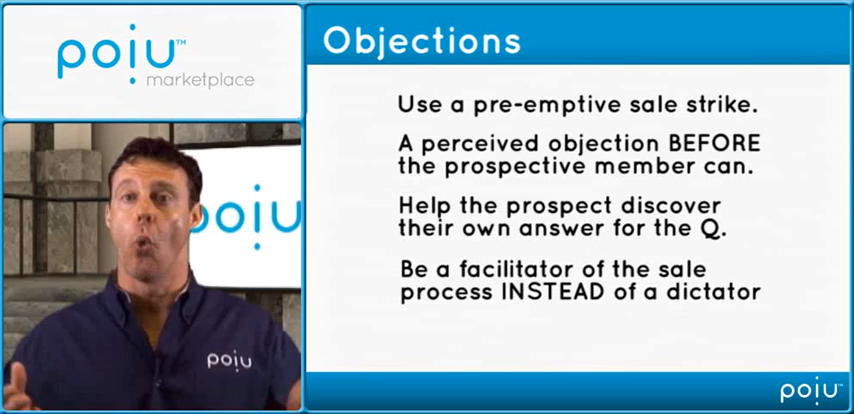 poiu™
marketplace
Objections
Use a pre-emptive sale strike.
A perceived objection BEFORE
the prospective member can.
Help the prospect discover
their own answer for the Q.
Be a facilitator of the sale
process INSTEAD of a dictator
poiu
poiu
poiu™